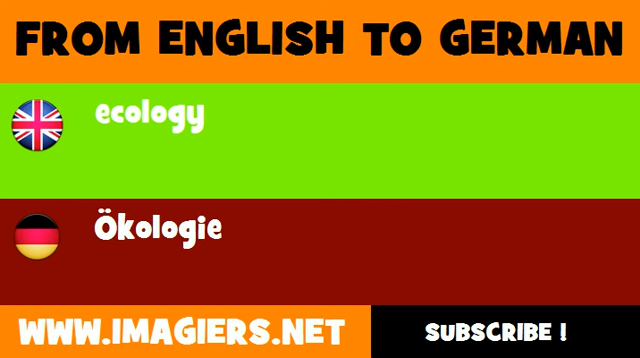 FROM ENGLISH TO GERMAN
ecology
Ökologie
WWW.IMAGIERS.NET
SUBSCRIBE !